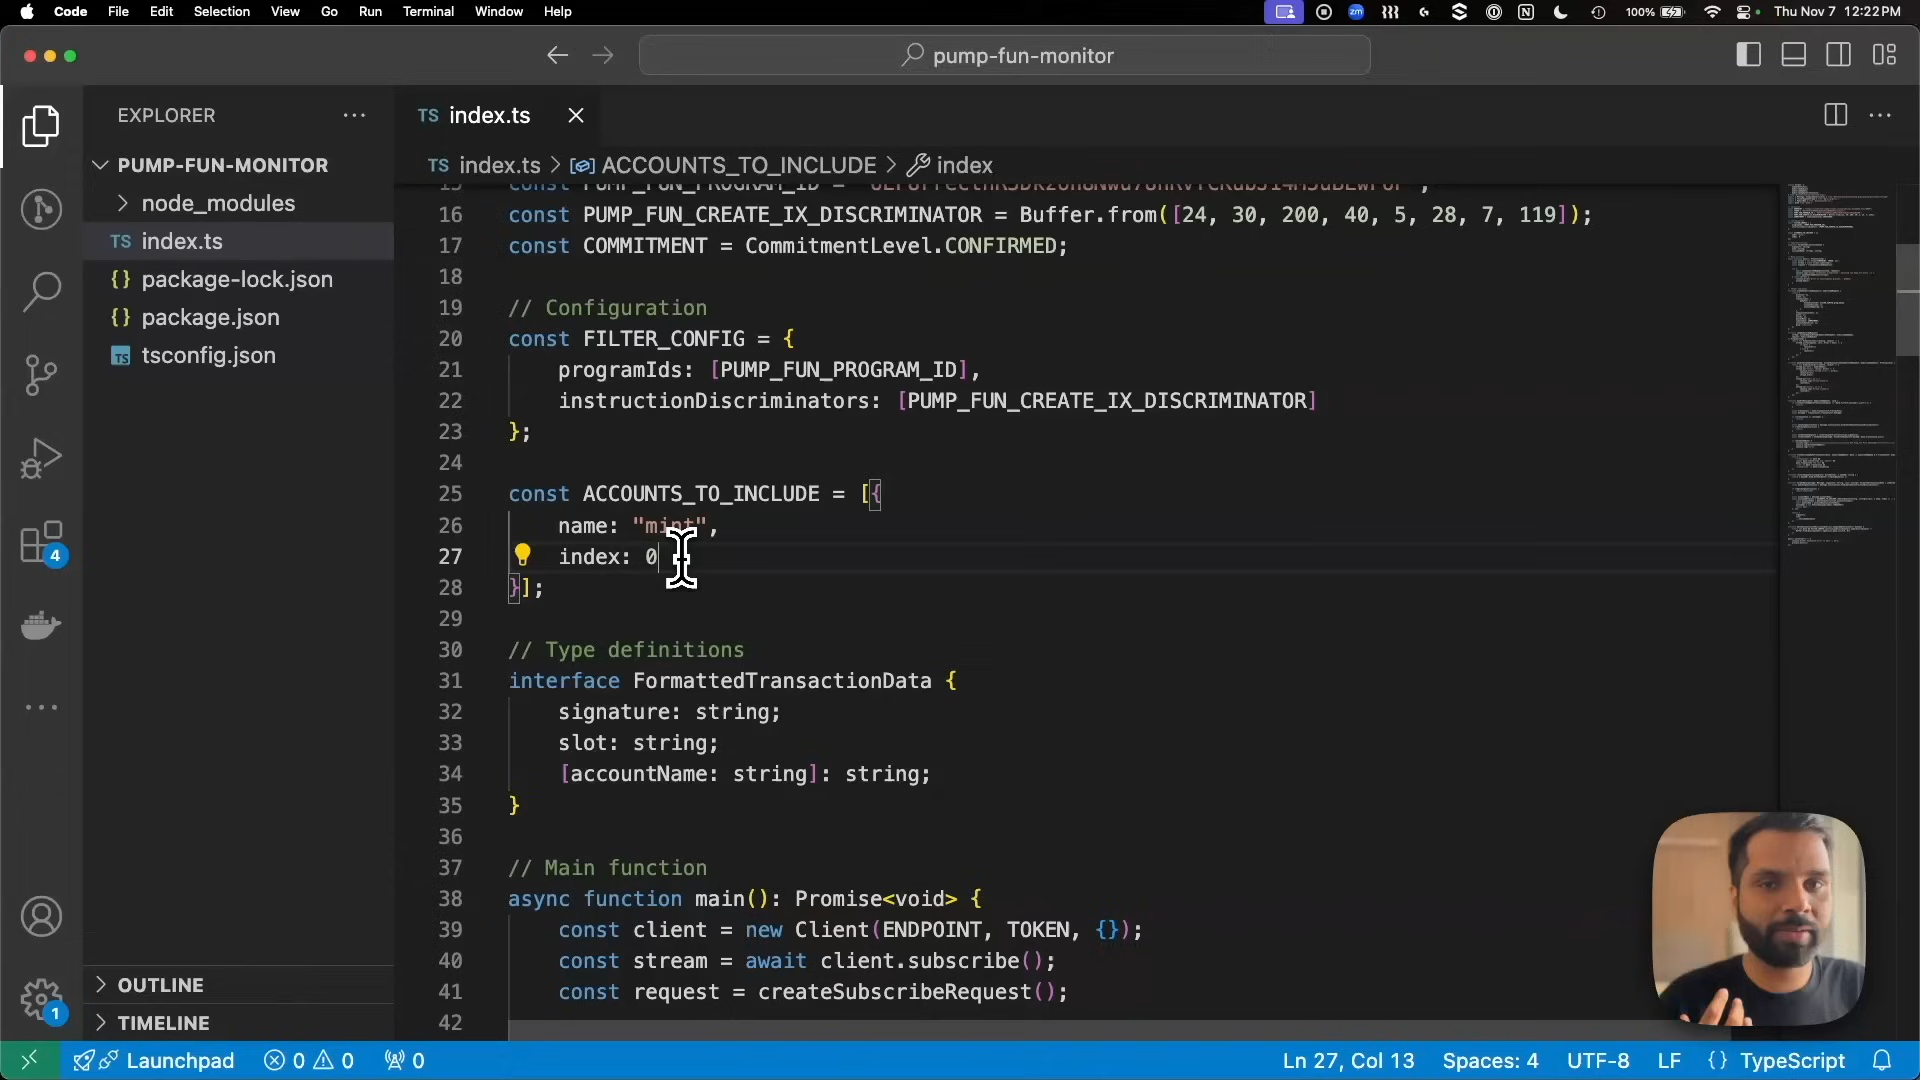 Code File Edit Selection View Go Run Terminal Window Help
zm 100% Thu Nov 7 12:22 PM
pump-fun-monitor
EXPLORER
PUMP-FUN-MONITOR
node_modules
TS index.ts
{} package-lock.json
{} package.json
TS tsconfig.json
OUTLINE
TIMELINE
4
1
TS index.ts
TS index.ts > ACCOUNTS_TO_INCLUDE > index
16 const PUMP_FUN_CREATE_IX_DISCRIMINATOR = Buffer.from([24, 30, 200, 40, 5, 28, 7, 119]);
17 const COMMITMENT = CommitmentLevel.CONFIRMED;
18
19 // Configuration
20 const FILTER_CONFIG = {
21 programIds: [PUMP_FUN_PROGRAM_ID],
22 instructionDiscriminators: [PUMP_FUN_CREATE_IX_DISCRIMINATOR]
23 };
24
25 const ACCOUNTS_TO_INCLUDE = [{
26 name: "mint",
27 index: 0
28 }];
29
30 // Type definitions
31 interface FormattedTransactionData {
32 signature: string;
33 slot: string;
34 [accountName: string]: string;
35 }
36
37 // Main function
38 async function main(): Promise<void> {
39 const client = new Client(ENDPOINT, TOKEN, {});
40 const stream = await client.subscribe();
41 const request = createSubscribeRequest();
42
Launchpad 0 0 0 Ln 27, Col 13 Spaces: 4 UTF-8 LF {} TypeScript